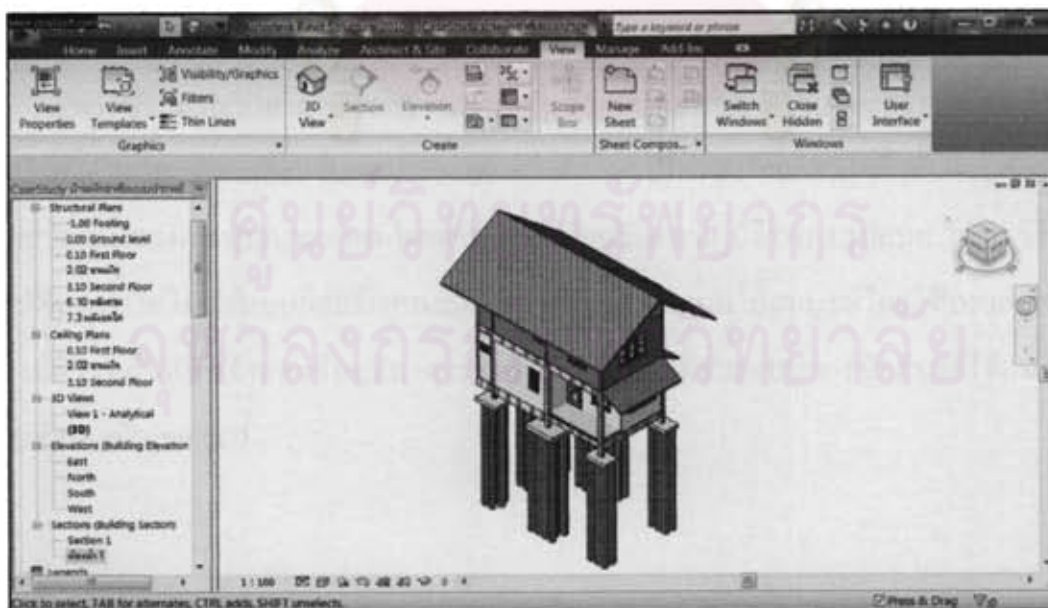 Type a keyword or phrase
Home Insert Annotate Modify Analyze Architect & Site Collaborate View Manage Add-Ins
View Properties
View Templates
Visibility/Graphics
Filters
Thin Lines
3D View
Section
Elevation
Scope Box
New Sheet
Switch Windows
Close Hidden
User Interface
Graphics
Create
Sheet Compos...
Windows
CaseStudy
Structural Plans
-1.00 Footing
0.00 Ground level
0.10 First Floor
2.02
3.10 Second Floor
Ceiling Plans
0.10 First Floor
2.02
3.10 Second Floor
3D Views
View 1 - Analytical
{3D}
Elevations (Building Elevation
East
North
South
West
Sections (Building Section)
Section 1
Legends
ศูนย์วิทยทรัพยากร
จุฬาลงกรณ์มหาวิทยาลัย
1 : 100
Click to select, TAB for alternates, CTRL adds, SHIFT unselects.
Press & Drag